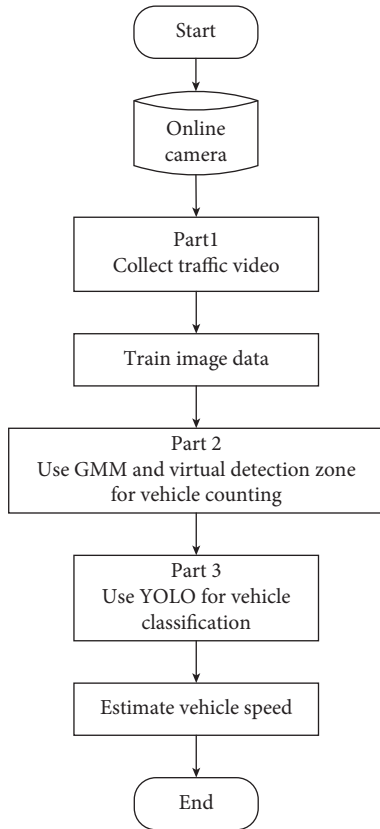 Start
Online
camera
Part1
Collect traffic video
Train image data
Part 2
Use GMM and virtual detection zone
for vehicle counting
Part 3
Use YOLO for vehicle
classification
Estimate vehicle speed
End